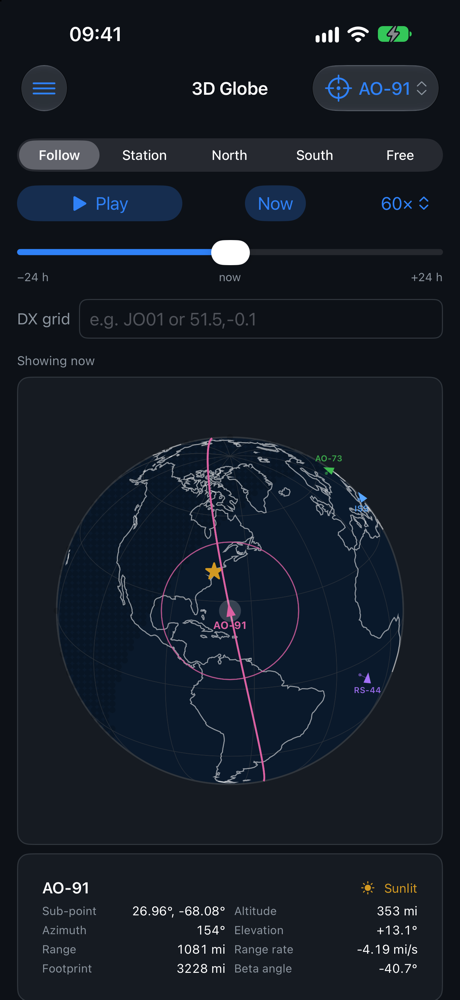 09:41
3D Globe
AO-91
Follow Station North South Free
Play Now 60×
−24 h now +24 h
DX grid e.g. JO01 or 51.5,-0.1
Showing now
AO-73
ISS
AO-91
RS-44
AO-91 Sunlit
Sub-point 26.96°, -68.08° Altitude 353 mi
Azimuth 154° Elevation +13.1°
Range 1081 mi Range rate -4.19 mi/s
Footprint 3228 mi Beta angle -40.7°